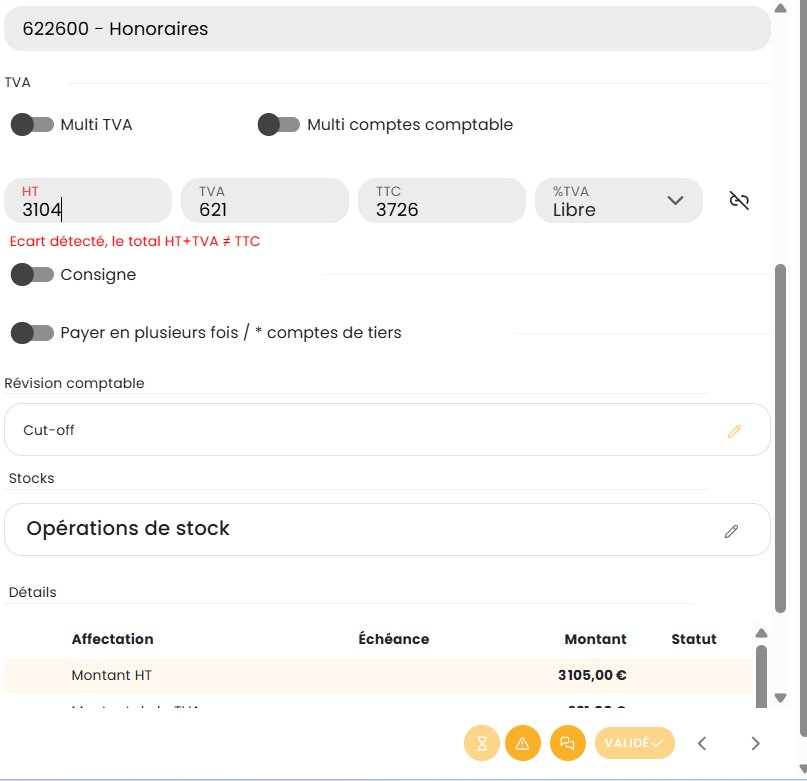 622600 - Honoraires
TVA
Multi TVA Multi comptes comptable
HT TVA TTC %TVA
3104 621 3726 Libre
Ecart détecté, le total HT+TVA ≠ TTC
Consigne
Payer en plusieurs fois / * comptes de tiers
Révision comptable
Cut-off
Stocks
Opérations de stock
Détails
Affectation Échéance Montant Statut
Montant HT 3105,00 €
VALIDÉ